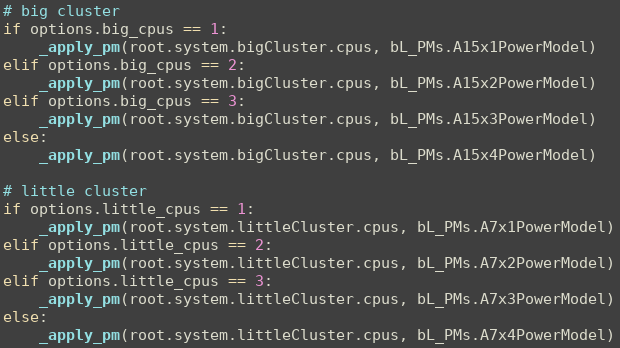 # big cluster
if options.big_cpus == 1:
    _apply_pm(root.system.bigCluster.cpus, bL_PMs.A15x1PowerModel)
elif options.big_cpus == 2:
    _apply_pm(root.system.bigCluster.cpus, bL_PMs.A15x2PowerModel)
elif options.big_cpus == 3:
    _apply_pm(root.system.bigCluster.cpus, bL_PMs.A15x3PowerModel)
else:
    _apply_pm(root.system.bigCluster.cpus, bL_PMs.A15x4PowerModel)

# little cluster
if options.little_cpus == 1:
    _apply_pm(root.system.littleCluster.cpus, bL_PMs.A7x1PowerModel)
elif options.little_cpus == 2:
    _apply_pm(root.system.littleCluster.cpus, bL_PMs.A7x2PowerModel)
elif options.little_cpus == 3:
    _apply_pm(root.system.littleCluster.cpus, bL_PMs.A7x3PowerModel)
else:
    _apply_pm(root.system.littleCluster.cpus, bL_PMs.A7x4PowerModel)